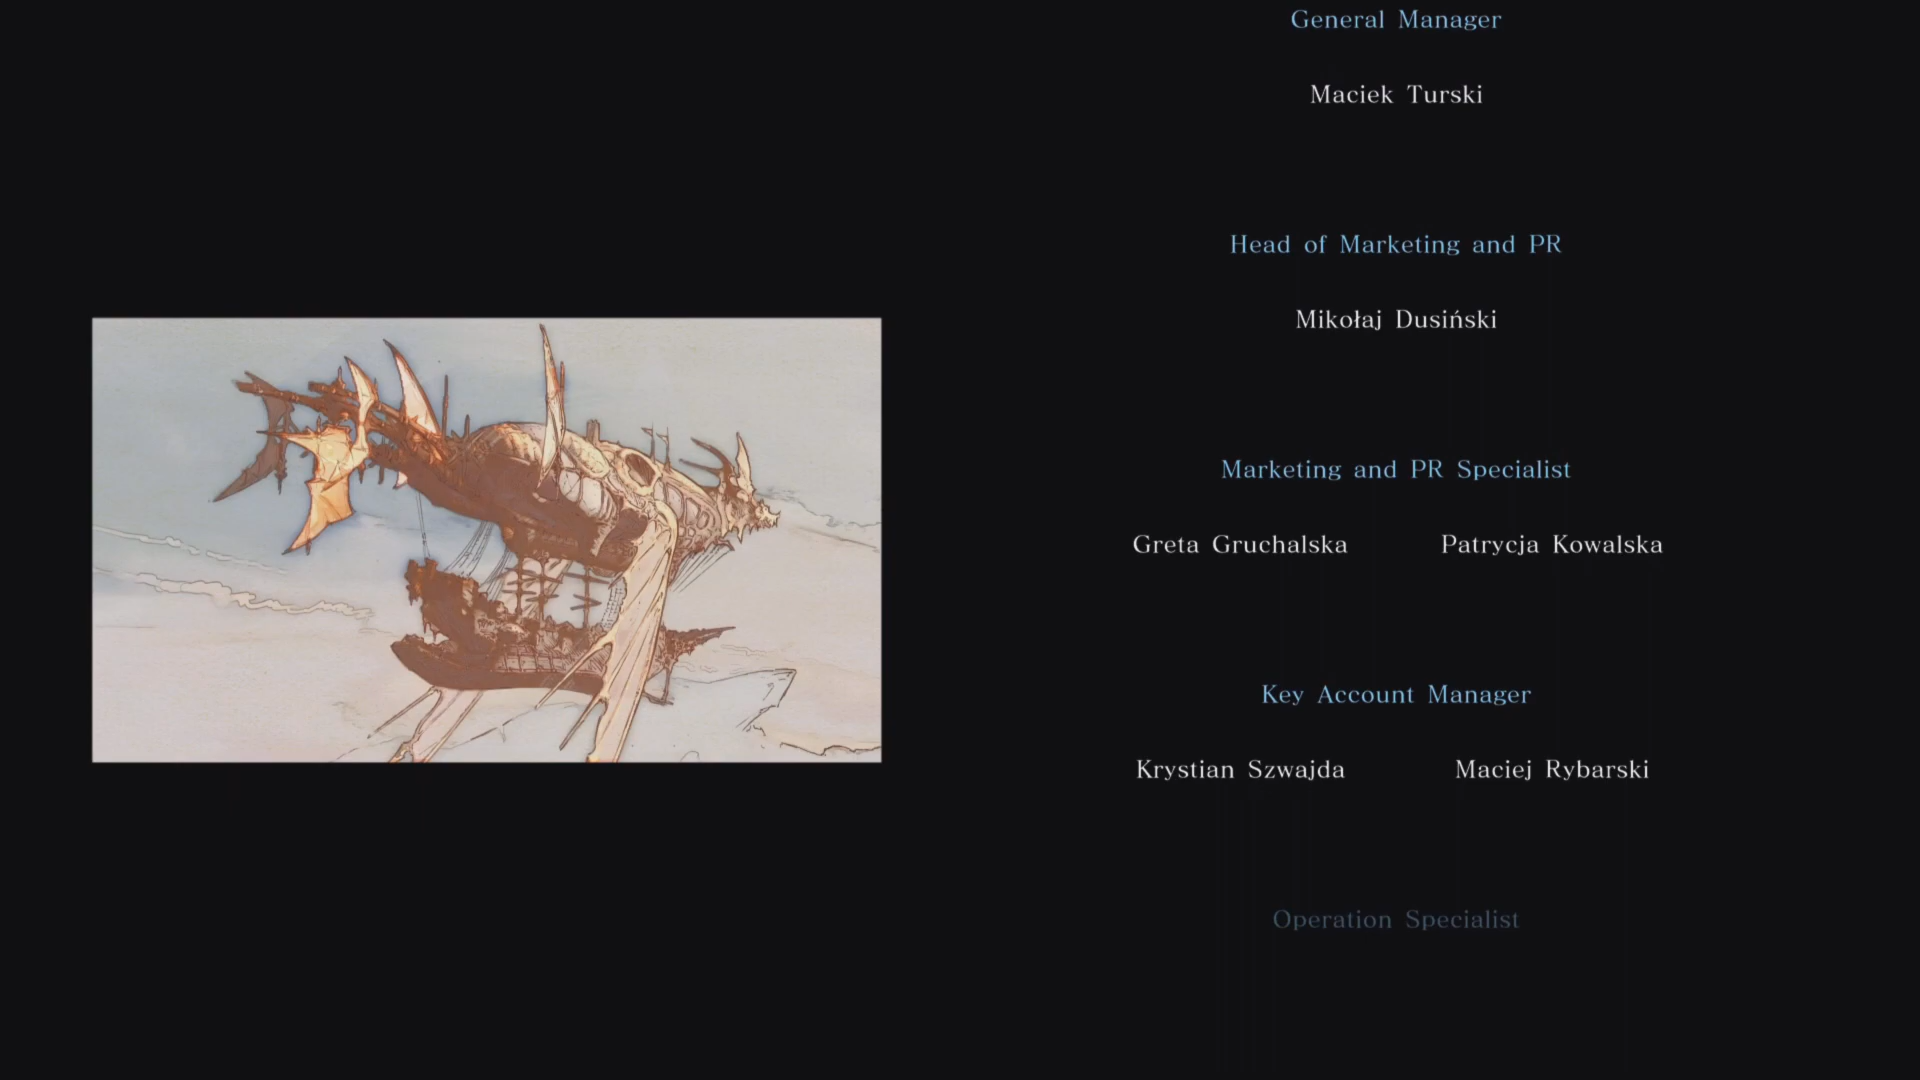 General Manager
Maciek Turski
Head of Marketing and PR
Mikołaj Dusiński
Marketing and PR Specialist
Greta Gruchalska Patrycja Kowalska
Key Account Manager
Krystian Szwajda Maciej Rybarski
Operation Specialist